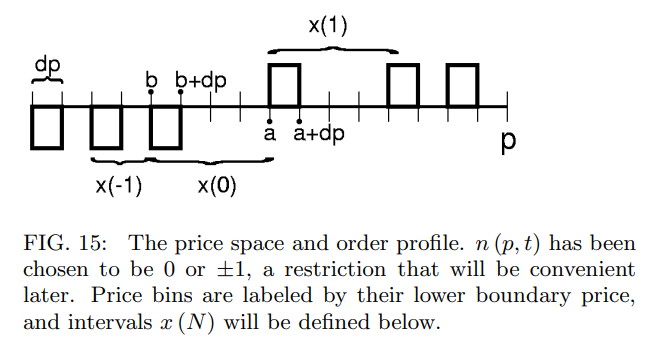 x(1)
dp
b b+dp
a a+dp
p
x(-1) x(0)
FIG. 15: The price space and order profile. n (p, t) has been
chosen to be 0 or ±1, a restriction that will be convenient
later. Price bins are labeled by their lower boundary price,
and intervals x (N) will be defined below.